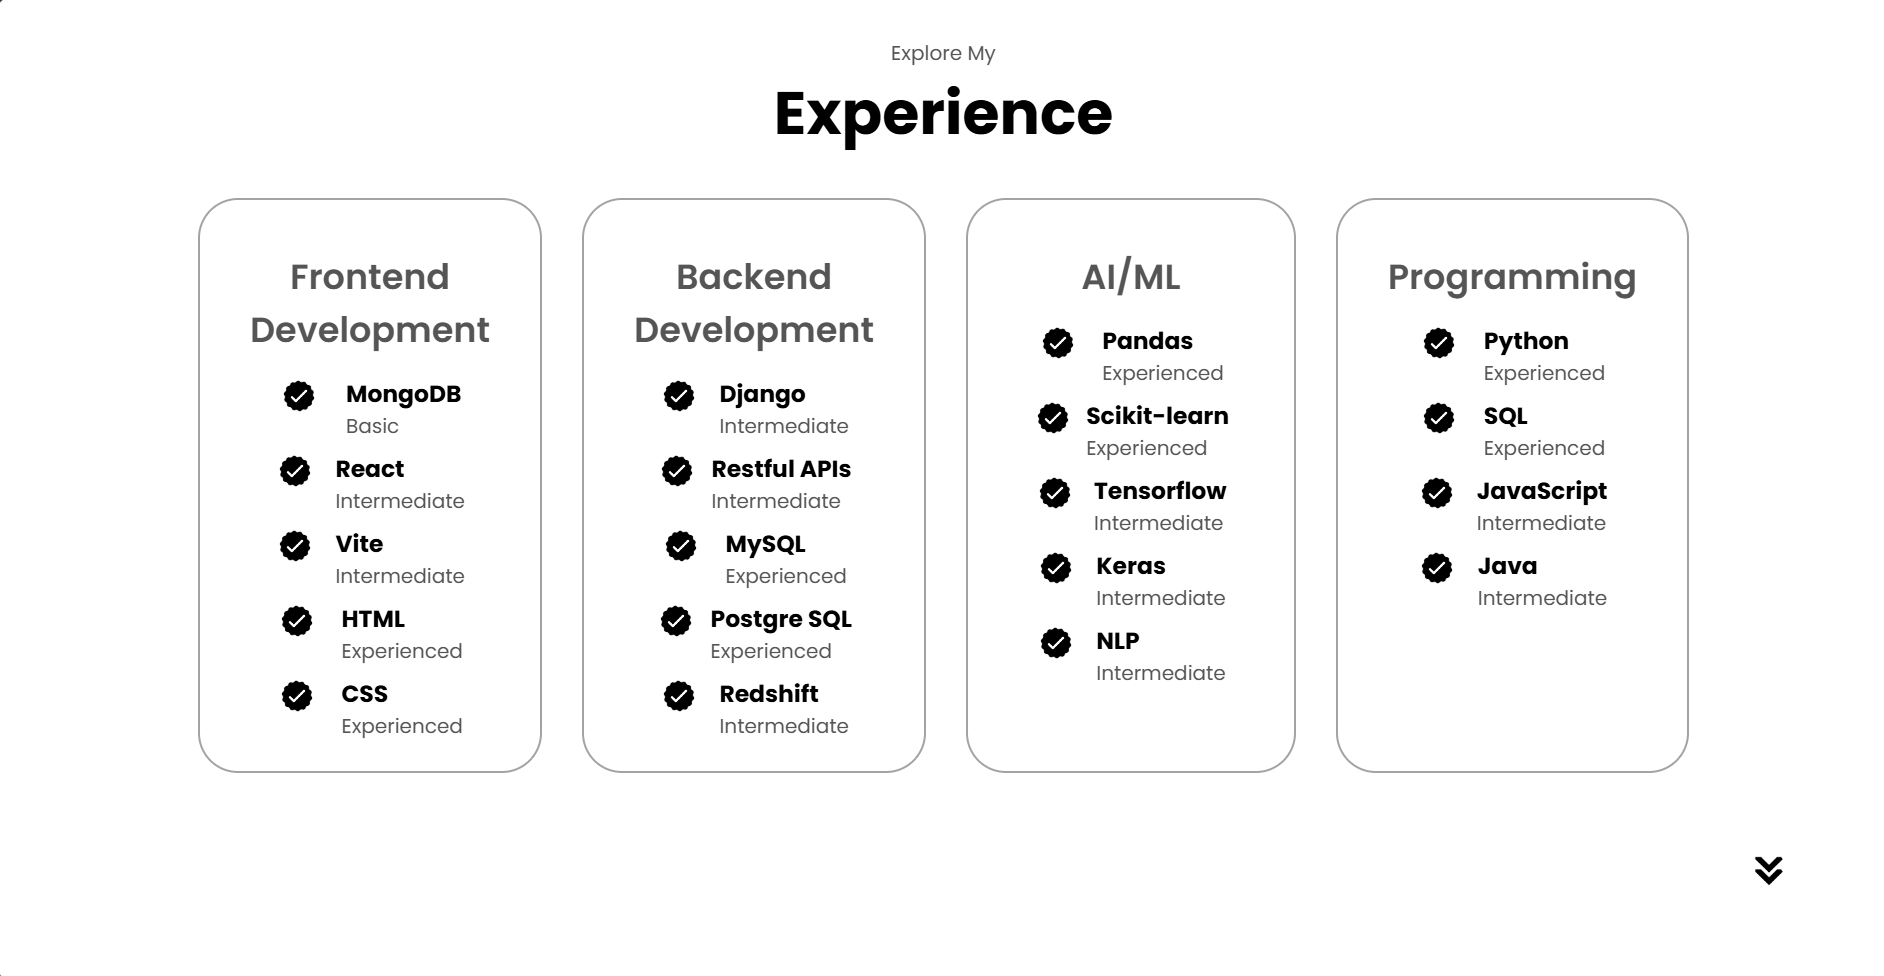 Explore My
Experience
Frontend
Development
MongoDB
Basic
React
Intermediate
Vite
Intermediate
HTML
Experienced
CSS
Experienced
Backend
Development
Django
Intermediate
Restful APIs
Intermediate
MySQL
Experienced
Postgre SQL
Experienced
Redshift
Intermediate
AI/ML
Pandas
Experienced
Scikit-learn
Experienced
Tensorflow
Intermediate
Keras
Intermediate
NLP
Intermediate
Programming
Python
Experienced
SQL
Experienced
JavaScript
Intermediate
Java
Intermediate